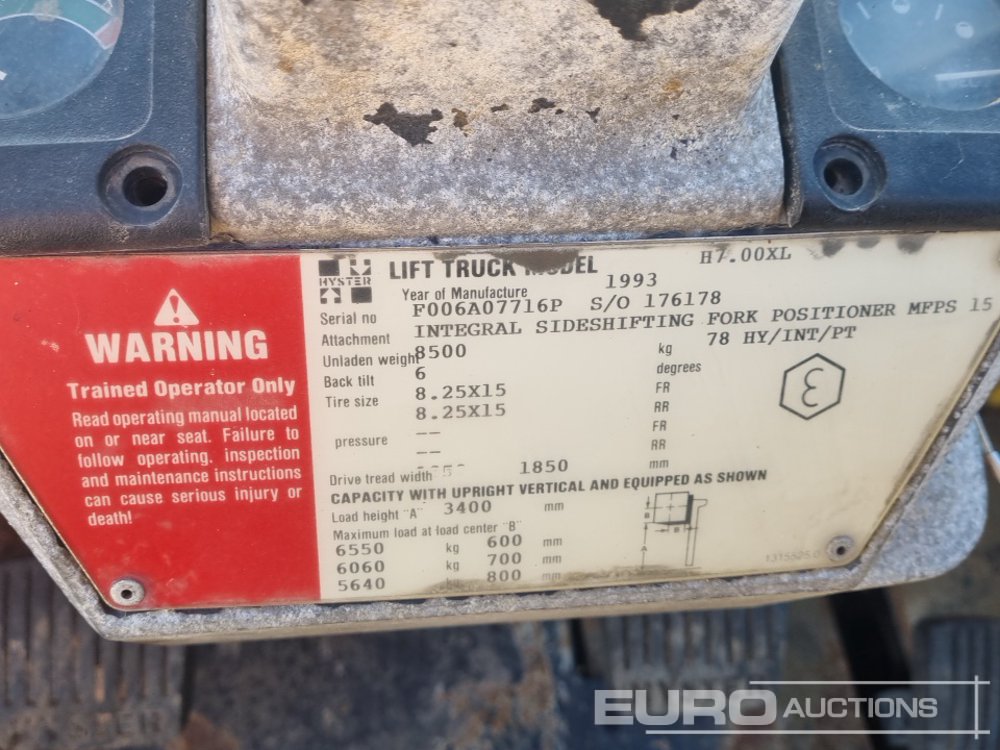 HYSTER
LIFT TRUCK MODEL H7.00XL
Year of Manufacture 1993
Serial no F006A07716P S/O 176178
Attachment INTEGRAL SIDESHIFTING FORK POSITIONER MFPS 15
78 HY/INT/PT
Unladen weight 8500 kg
Back tilt 6 degrees
Tire size 8.25X15 FR
8.25X15 RR
pressure -- FR
-- RR
Drive tread width 1850 mm
CAPACITY WITH UPRIGHT VERTICAL AND EQUIPPED AS SHOWN
Load height "A" 3400 mm
Maximum load at load center "B"
6550 kg 600 mm
6060 kg 700 mm
5640 kg 800 mm
B
B
A
1315525 0
WARNING
Trained Operator Only
Read operating manual located
on or near seat. Failure to
follow operating, inspection
and maintenance instructions
can cause serious injury or
death!
EURO AUCTIONS